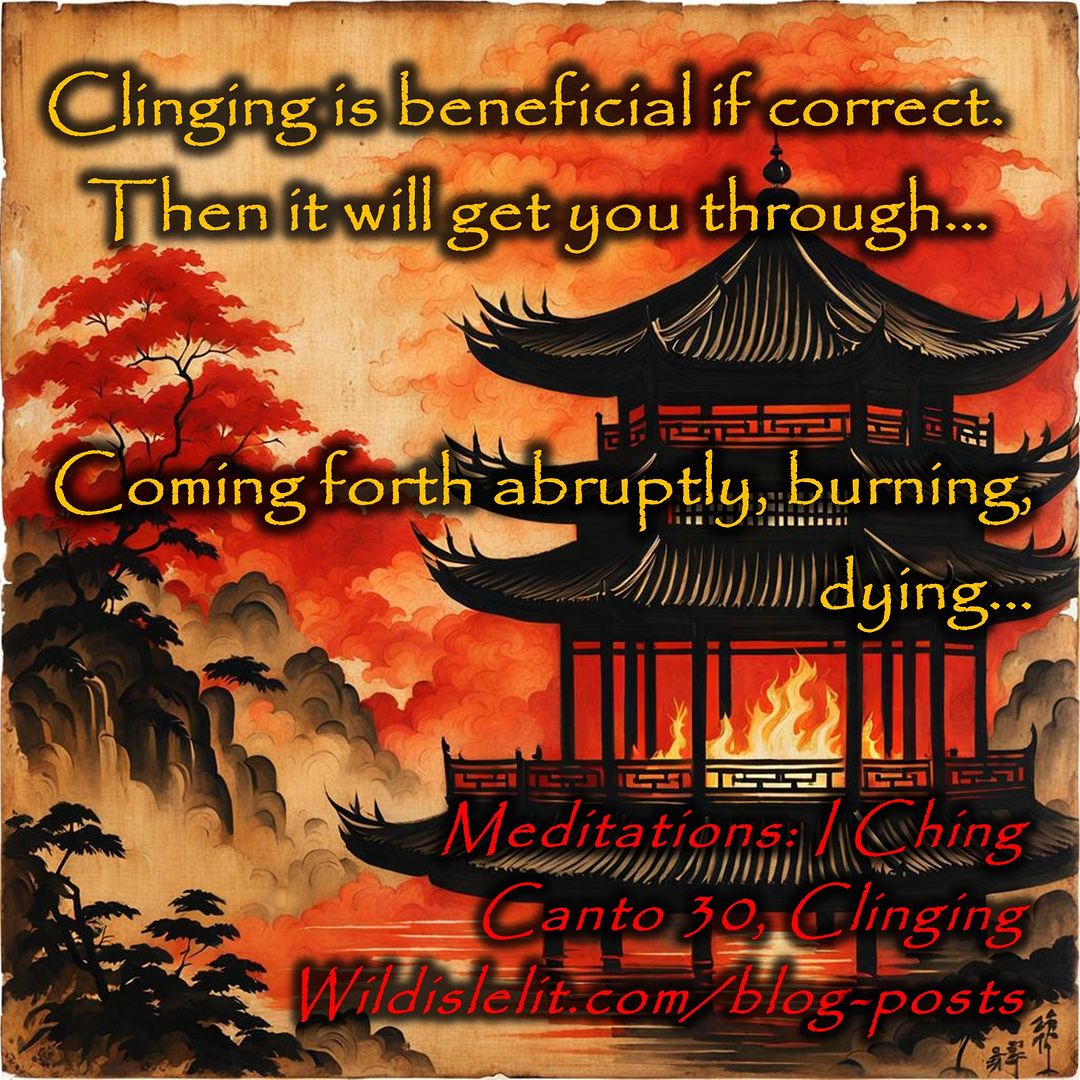 Clinging is beneficial if correct.
Then it will get you through...
Coming forth abruptly, burning,
dying...
Meditations: I Ching
Canto 30, Clinging
Wildislelit.com/blog-posts